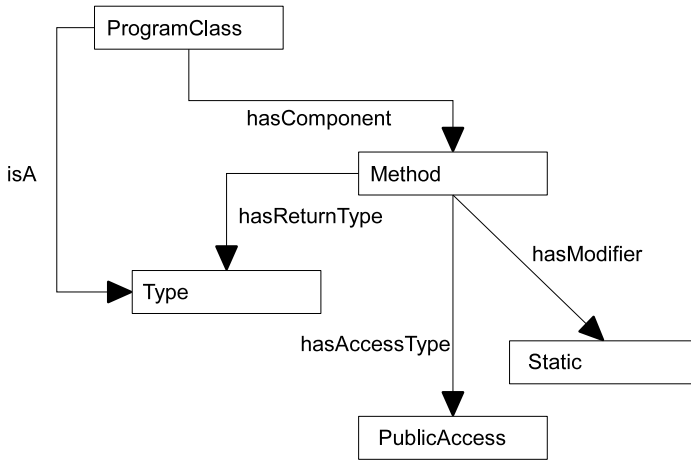 ProgramClass
hasComponent
isA
Method
hasReturnType
hasModifier
Type
hasAccessType
Static
PublicAccess